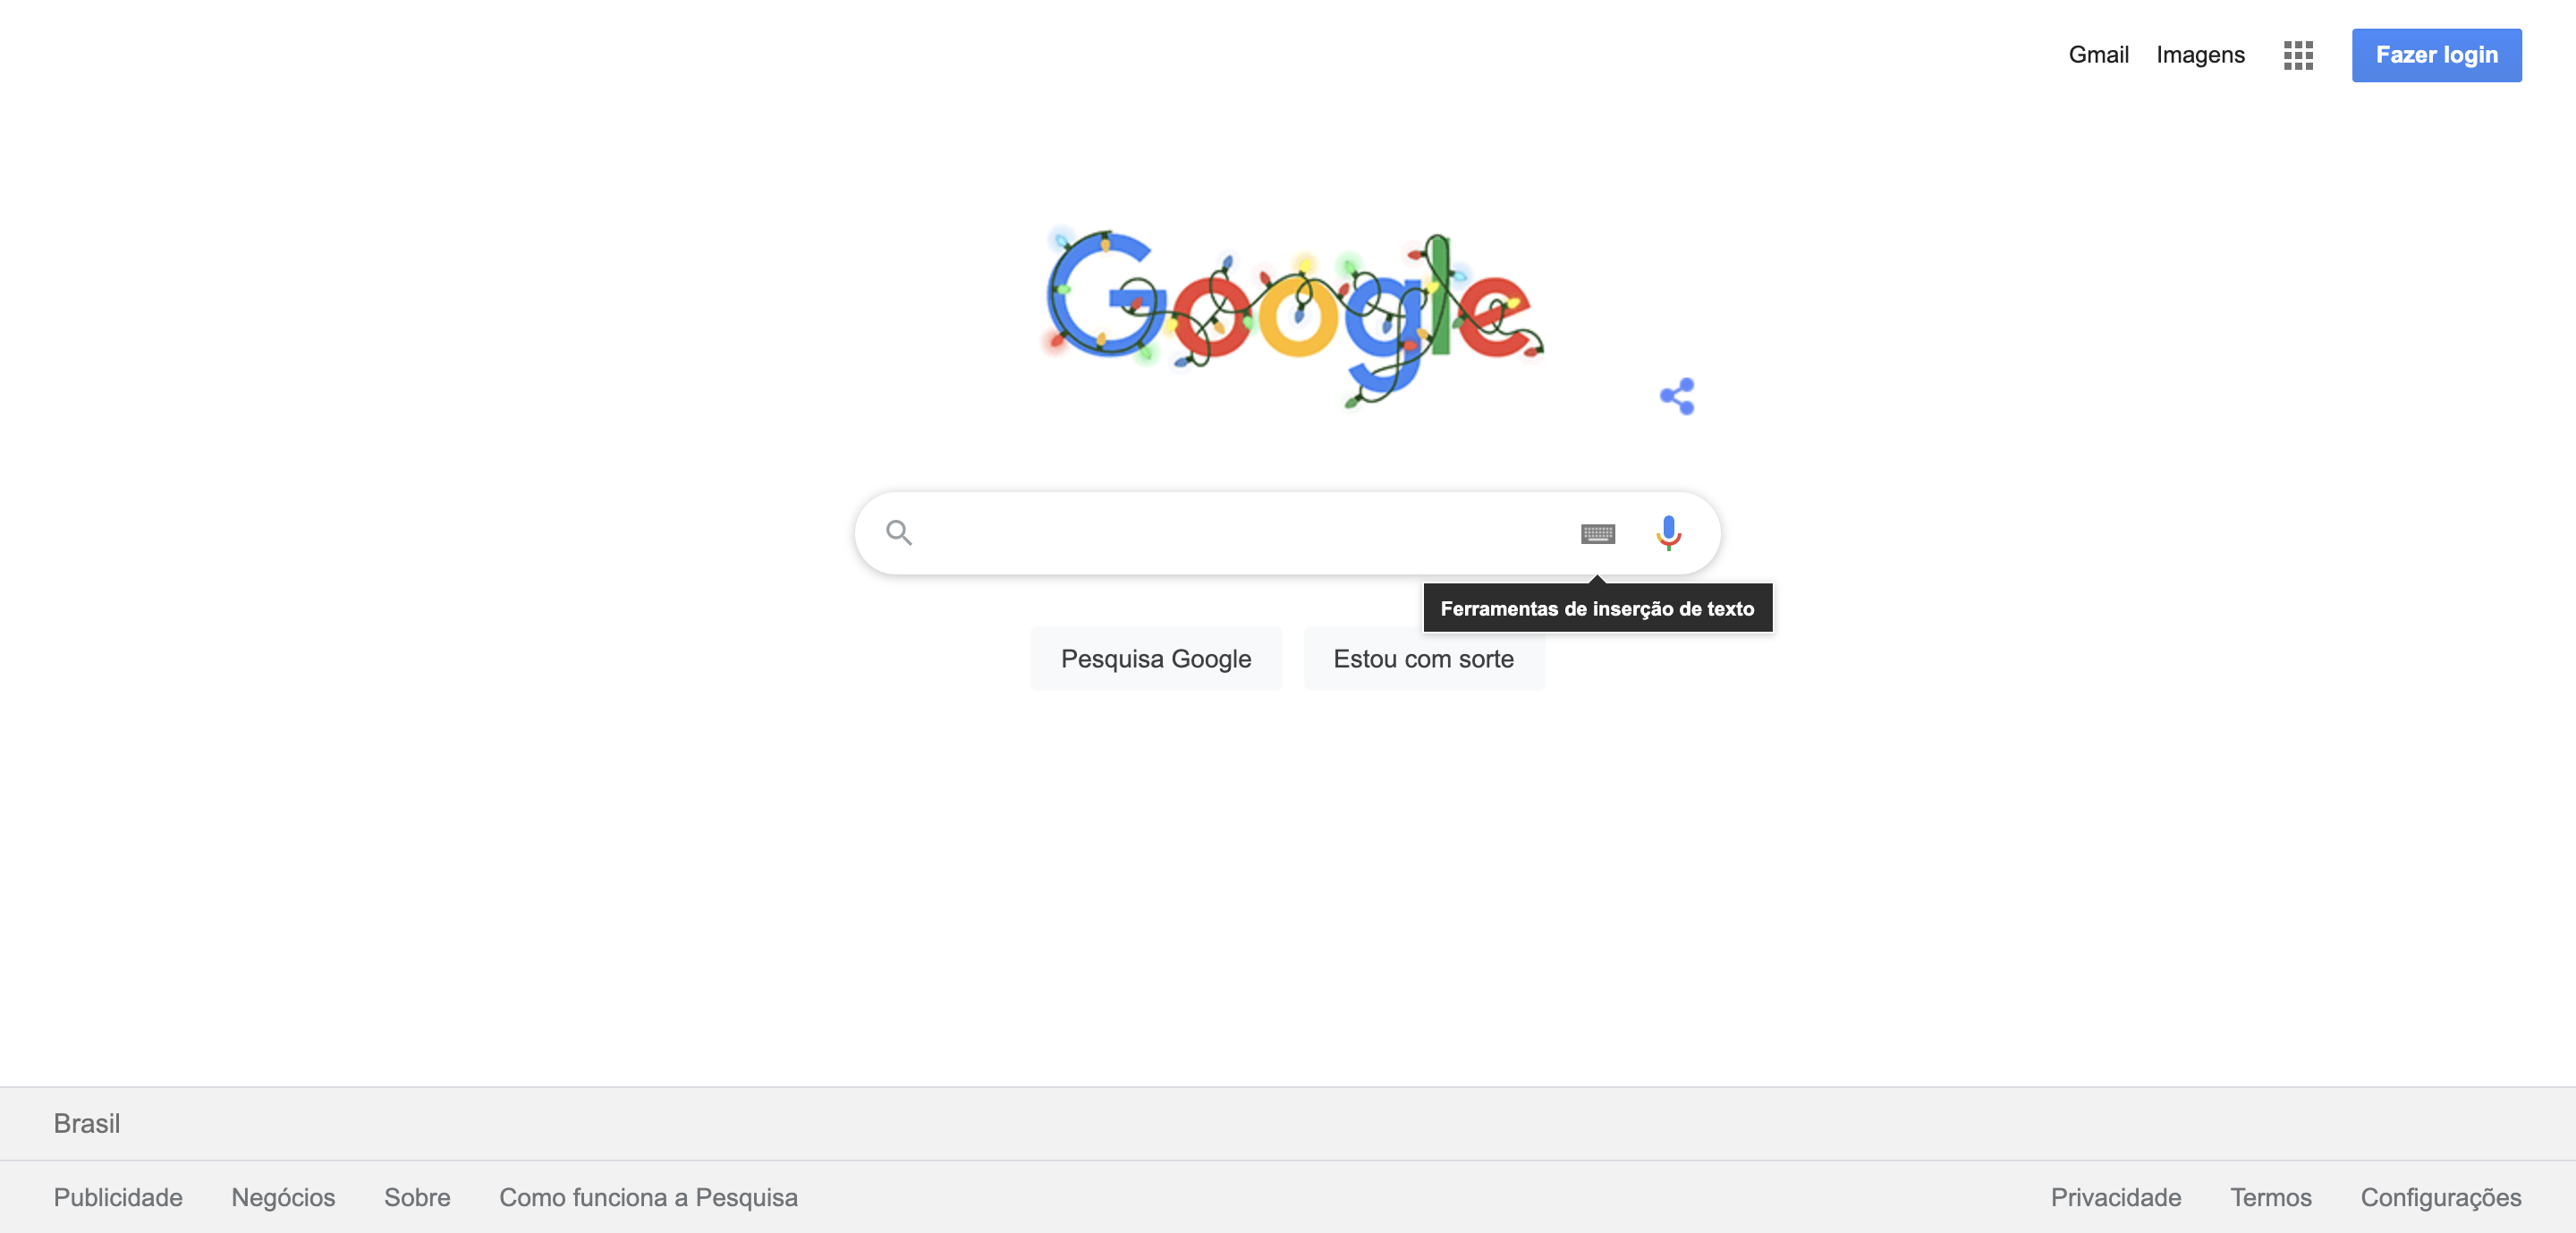 Gmail Imagens Fazer login
Google
Ferramentas de inserção de texto
Pesquisa Google Estou com sorte
Brasil
Publicidade Negócios Sobre Como funciona a Pesquisa Privacidade Termos Configurações